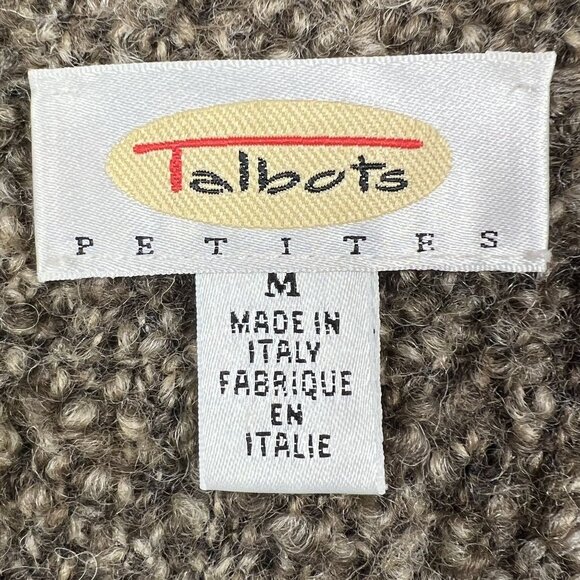 Talbots
PETITES
M
MADE IN
ITALY
FABRIQUE
EN
ITALIE